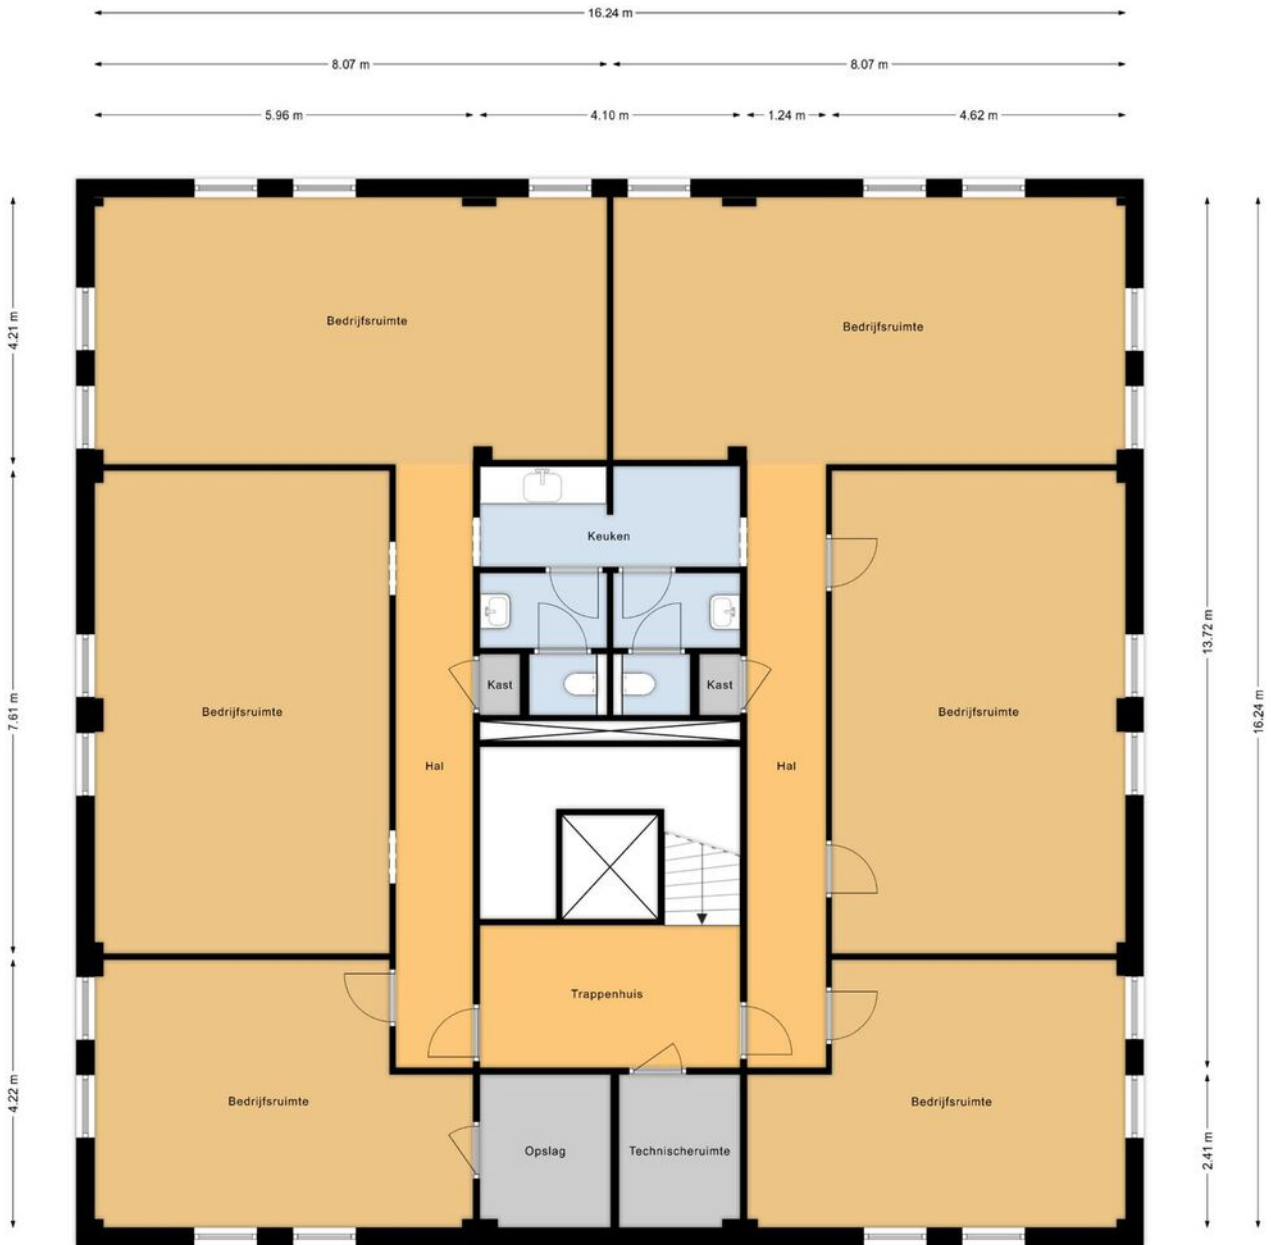 16.24 m
8.07 m
8.07 m
5.96 m
4.10 m
1.24 m
4.62 m
4.21 m
Bedrijfsruimte
Bedrijfsruimte
Keuken
13.72 m
Kast
Kast
7.61 m
Bedrijfsruimte
Bedrijfsruimte
16.24 m
Hal
Hal
Trappenhuis
4.22 m
Bedrijfsruimte
Bedrijfsruimte
Opslag
Technischeruimte
2.41 m